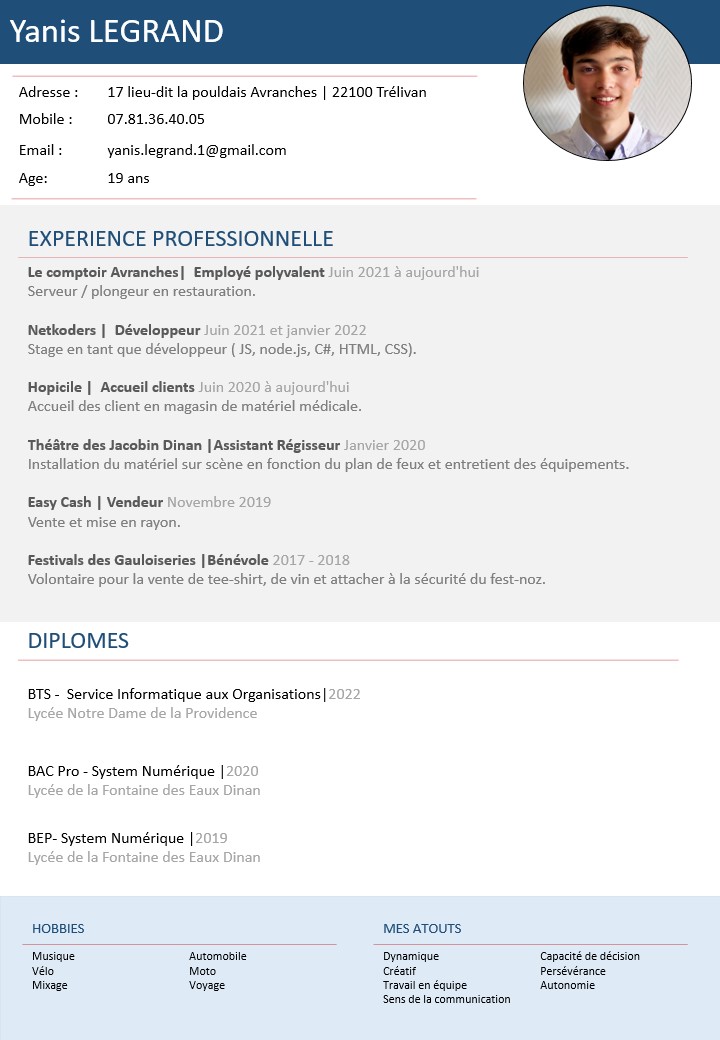 Yanis LEGRAND
Adresse : 17 lieu-dit la pouldais Avranches | 22100 Trélivan
Mobile : 07.81.36.40.05
Email : yanis.legrand.1@gmail.com
Age: 19 ans
EXPERIENCE PROFESSIONNELLE
Le comptoir Avranches| Employé polyvalent Juin 2021 à aujourd'hui
Serveur / plongeur en restauration.
Netkoders | Développeur Juin 2021 et janvier 2022
Stage en tant que développeur ( JS, node.js, C#, HTML, CSS).
Hopicile | Accueil clients Juin 2020 à aujourd'hui
Accueil des client en magasin de matériel médicale.
Théâtre des Jacobin Dinan |Assistant Régisseur Janvier 2020
Installation du matériel sur scène en fonction du plan de feux et entretient des équipements.
Easy Cash | Vendeur Novembre 2019
Vente et mise en rayon.
Festivals des Gauloiseries |Bénévole 2017 - 2018
Volontaire pour la vente de tee-shirt, de vin et attacher à la sécurité du fest-noz.
DIPLOMES
BTS - Service Informatique aux Organisations|2022
Lycée Notre Dame de la Providence
BAC Pro - System Numérique |2020
Lycée de la Fontaine des Eaux Dinan
BEP- System Numérique |2019
Lycée de la Fontaine des Eaux Dinan
HOBBIES
Musique Automobile
Vélo Moto
Mixage Voyage
MES ATOUTS
Dynamique Capacité de décision
Créatif Persévérance
Travail en équipe Autonomie
Sens de la communication